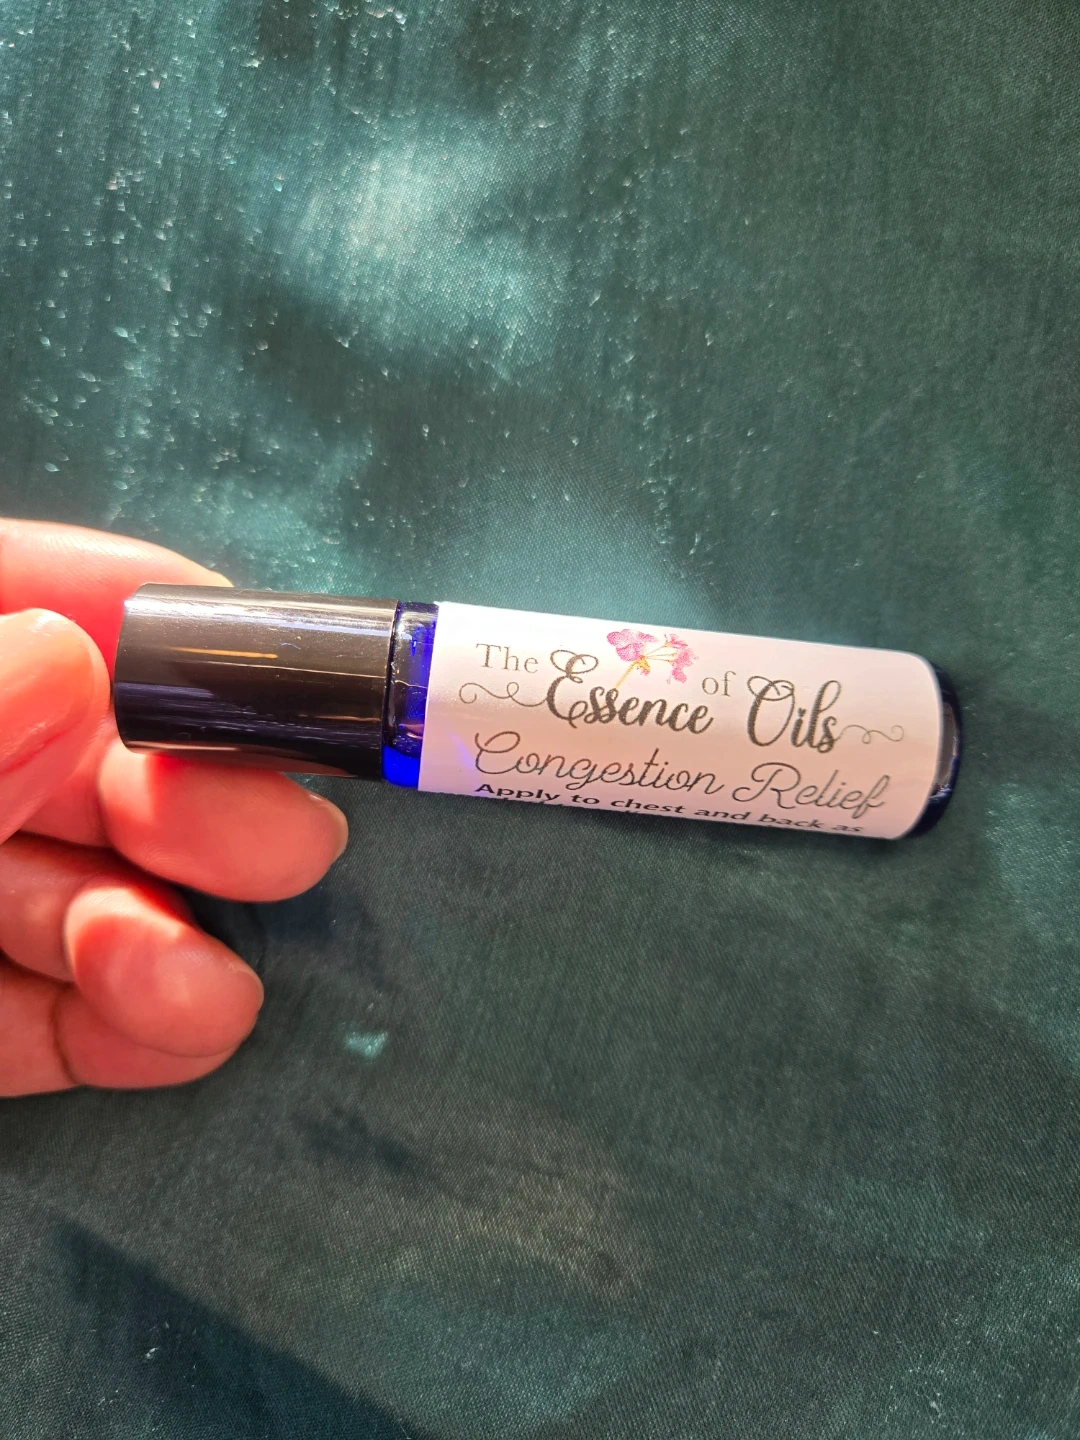 The Essence of Oils
Congestion Relief
Apply to chest and back as